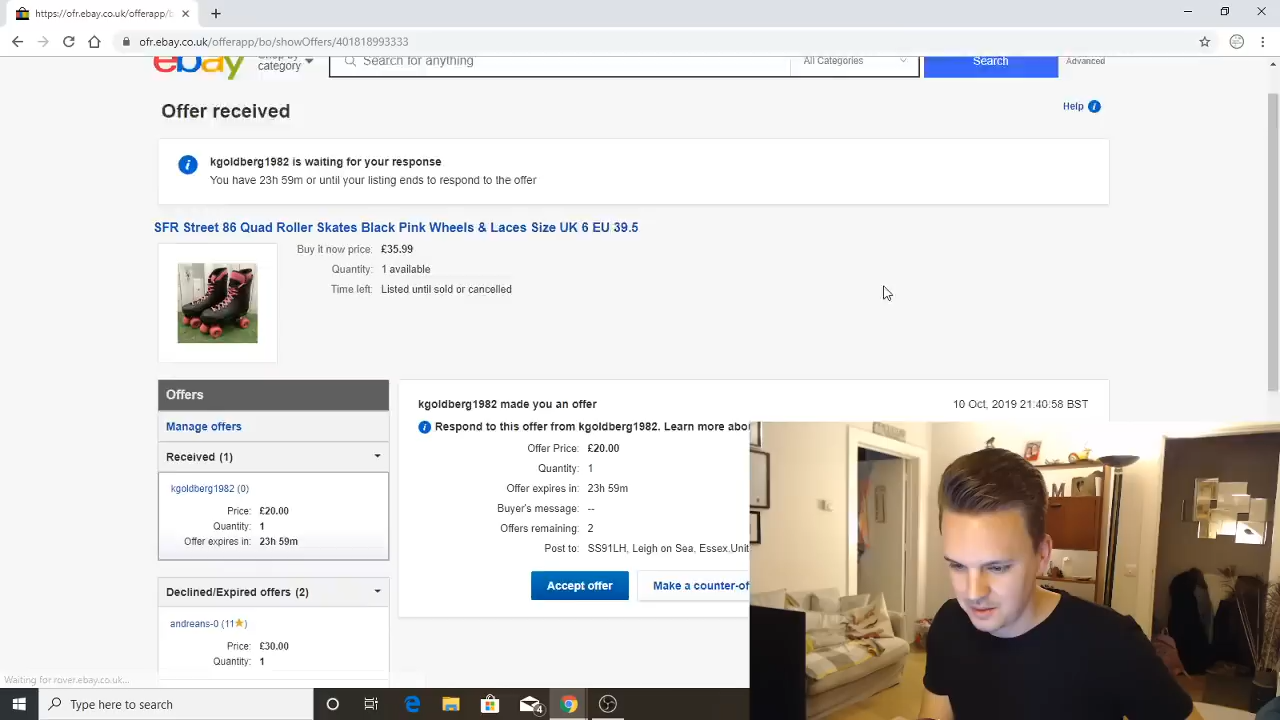 https://ofr.ebay.co.uk/offerapp/b
ofr.ebay.co.uk/offerapp/bo/showOffers/401818993333
ebay
Shop by
category
Search for anything
All Categories
Search
Advanced
Offer received
Help
kgoldberg1982 is waiting for your response
You have 23h 59m or until your listing ends to respond to the offer
SFR Street 86 Quad Roller Skates Black Pink Wheels & Laces Size UK 6 EU 39.5
Buy it now price: £35.99
Quantity: 1 available
Time left: Listed until sold or cancelled
Offers
Manage offers
Received (1)
kgoldberg1982 (0)
Price: £20.00
Quantity: 1
Offer expires in: 23h 59m
Declined/Expired offers (2)
andreans-0 (11)
Price: £30.00
Quantity: 1
kgoldberg1982 made you an offer
10 Oct, 2019 21:40:58 BST
Respond to this offer from kgoldberg1982. Learn more abo
Offer Price: £20.00
Quantity: 1
Offer expires in: 23h 59m
Buyer's message: --
Offers remaining: 2
Post to: SS91LH, Leigh on Sea, Essex,Unit
Accept offer
Make a counter-of
Waiting for rover.ebay.co.uk...
Type here to search
4
M